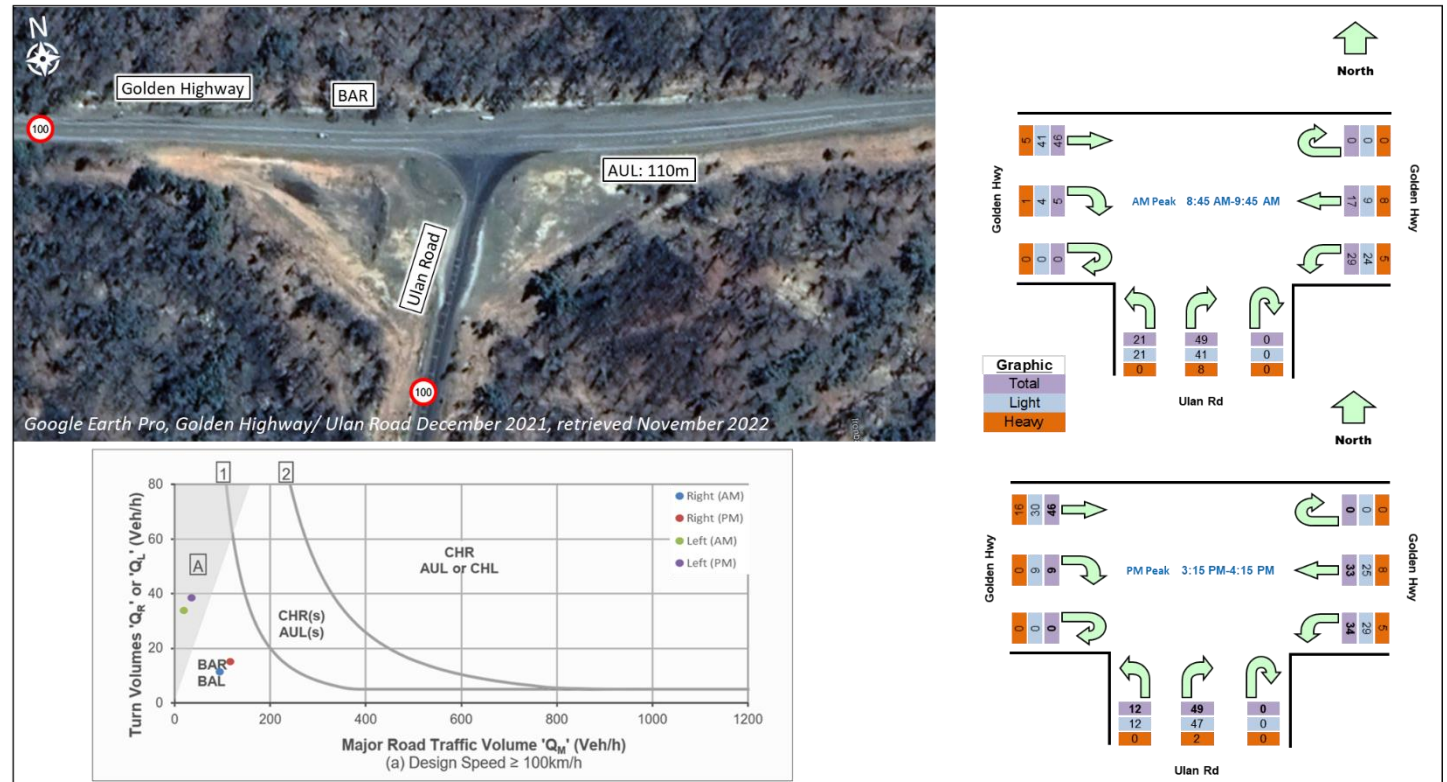 N
Golden Highway
BAR
100
AUL: 110m
Ulan Road
100
Google Earth Pro, Golden Highway/ Ulan Road December 2021, retrieved November 2022
1
2
80
60
40
20
0
Turn Volumes 'QR' or 'QL' (Veh/h)
A
BAR
BAL
CHR(s)
AUL(s)
CHR
AUL or CHL
Right (AM)
Right (PM)
Left (AM)
Left (PM)
0 200 400 600 800 1000 1200
Major Road Traffic Volume 'QM' (Veh/h)
(a) Design Speed ≥ 100km/h
North
Golden Hwy
5 41 46
1 4 5
0 0 0
AM Peak 8:45 AM-9:45 AM
0 0 0
17 9 8
29 24 5
Golden Hwy
21 49 0
21 41 0
0 8 0
Ulan Rd
Graphic
Total
Light
Heavy
North
Golden Hwy
16 30 46
0 9 9
0 0 0
PM Peak 3:15 PM-4:15 PM
0 0 0
33 25 8
34 29 5
Golden Hwy
12 49 0
12 47 0
0 2 0
Ulan Rd